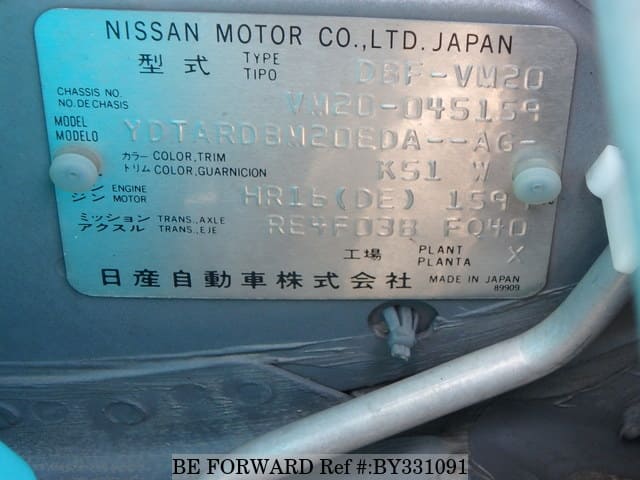 NISSAN MOTOR CO.,LTD. JAPAN
型式 TYPE TIPO DBF-VM20
CHASSIS NO. NO.DE CHASIS VM20-045159
MODEL MODELO YDTARDBM20EDA--AG-
カラー COLOR,TRIM トリム COLOR,GUARNICION K51 W
ン ENGINE ジン MOTOR HR16(DE) 159
ミッション TRANS.,AXLE アクスル TRANS.,EJE RE4F03B FQ40
工場 PLANT PLANTA X
日産自動車株式会社 MADE IN JAPAN
89909
BE FORWARD Ref #:BY331091